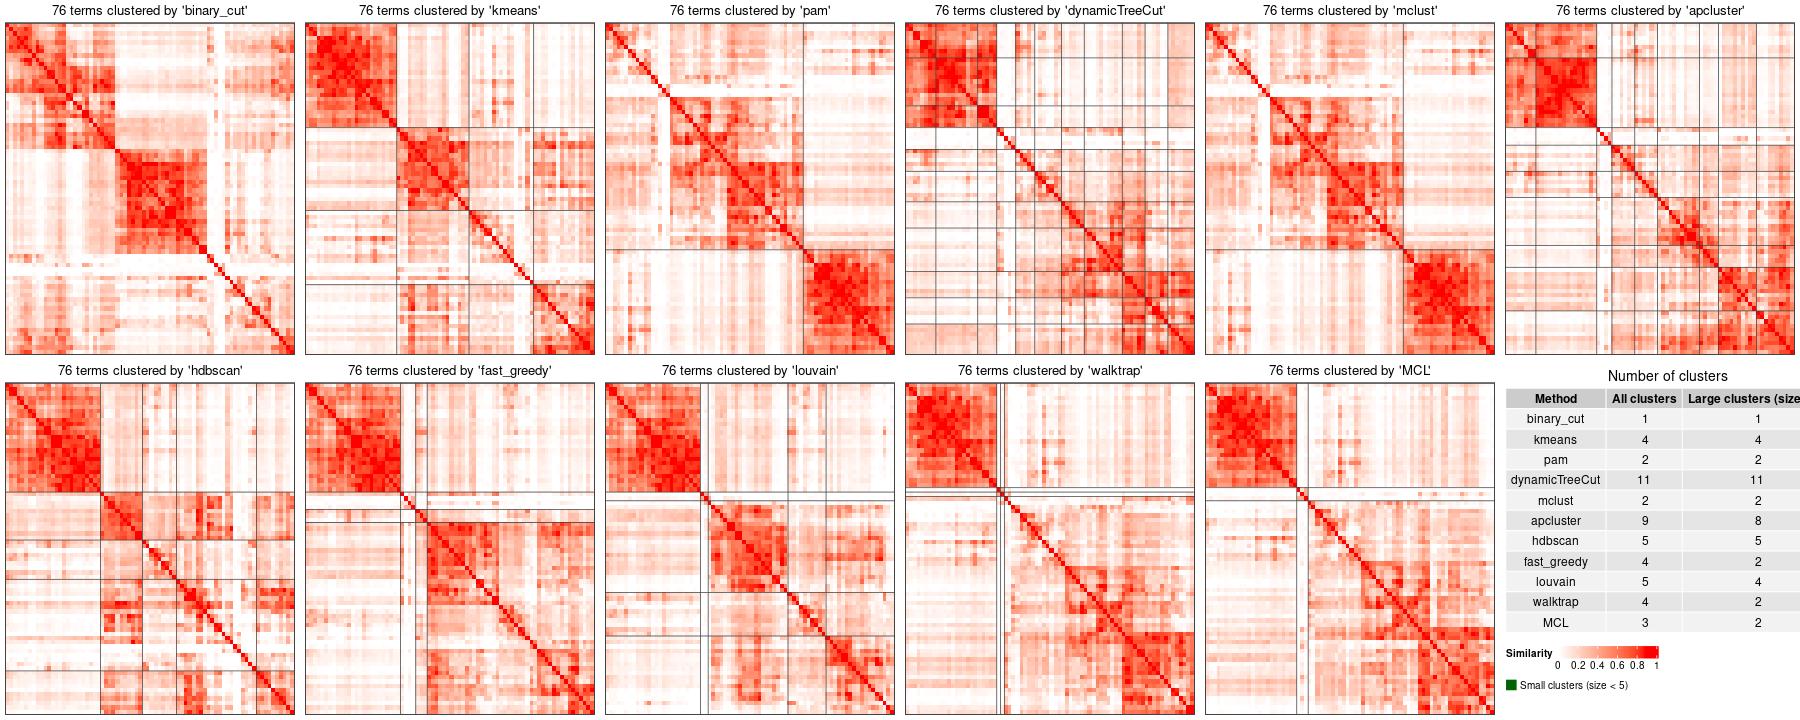 76 terms clustered by 'binary_cut'
76 terms clustered by 'kmeans'
76 terms clustered by 'pam'
76 terms clustered by 'dynamicTreeCut'
76 terms clustered by 'mclust'
76 terms clustered by 'apcluster'
76 terms clustered by 'hdbscan'
76 terms clustered by 'fast_greedy'
76 terms clustered by 'louvain'
76 terms clustered by 'walktrap'
76 terms clustered by 'MCL'
Number of clusters
Method All clusters Large clusters (size
binary_cut 1 1
kmeans 4 4
pam 2 2
dynamicTreeCut 11 11
mclust 2 2
apcluster 9 8
hdbscan 5 5
fast_greedy 4 2
louvain 5 4
walktrap 4 2
MCL 3 2
Similarity
0 0.2 0.4 0.6 0.8 1
Small clusters (size < 5)